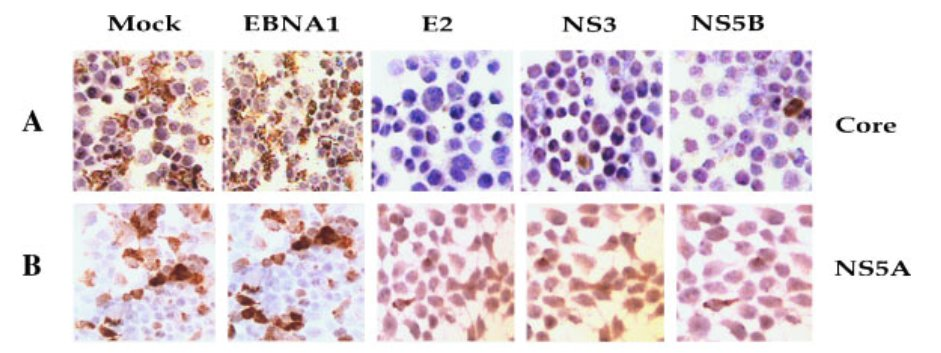 Mock EBNA1 E2 NS3 NS5B
A Core
B NS5A